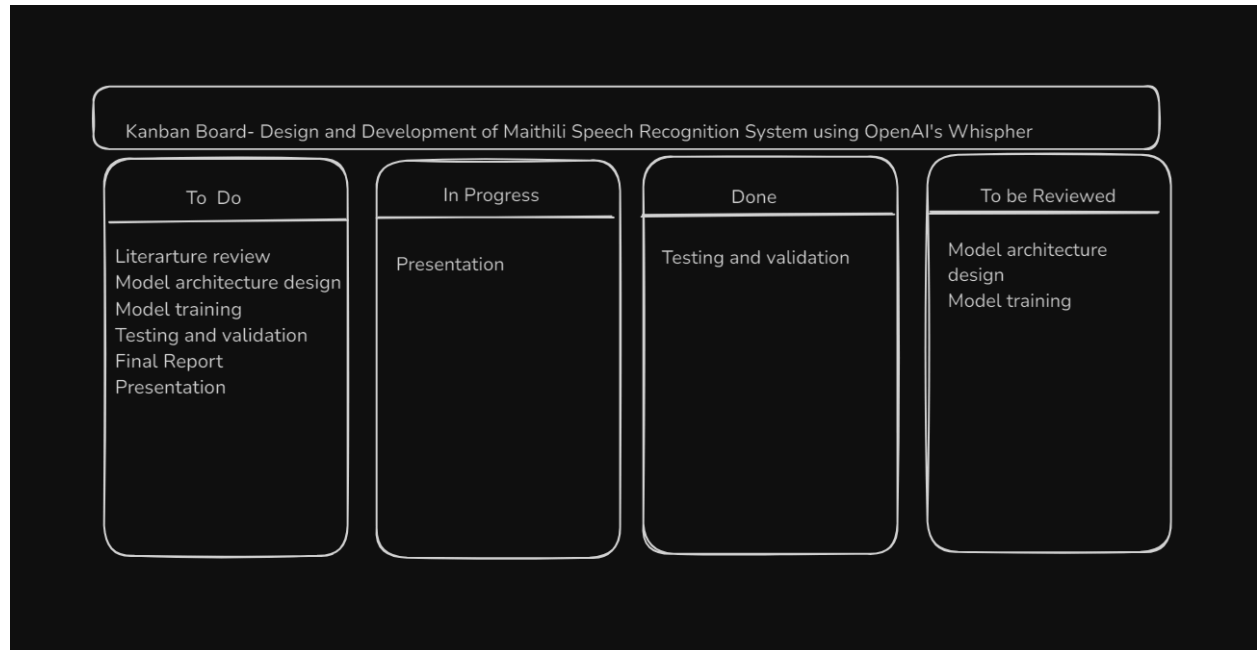 Kanban Board- Design and Development of Maithili Speech Recognition System using OpenAI's Whispher
To Do
Literarture review
Model architecture design
Model training
Testing and validation
Final Report
Presentation
In Progress
Presentation
Done
Testing and validation
To be Reviewed
Model architecture
design
Model training